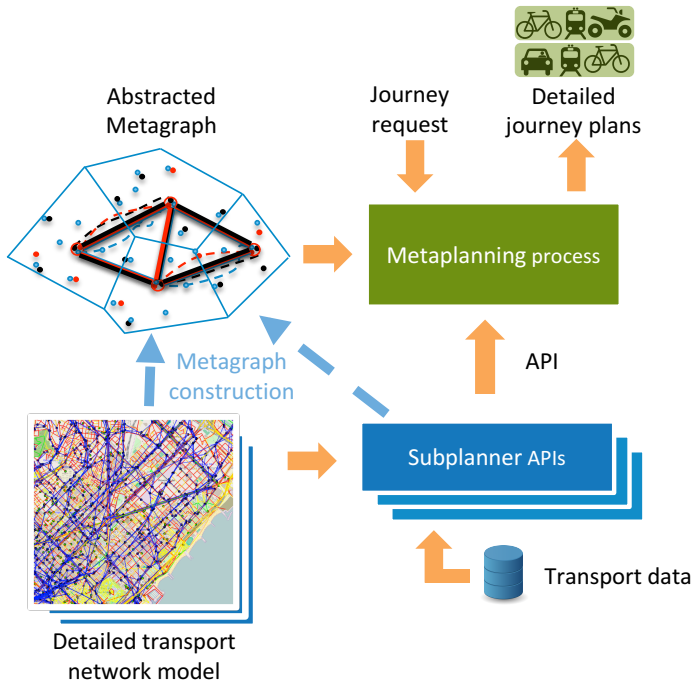 Abstracted
Metagraph
Journey
request
Detailed
journey plans
Metaplanning process
Metagraph
construction
API
Subplanner APIs
Transport data
Detailed transport
network model